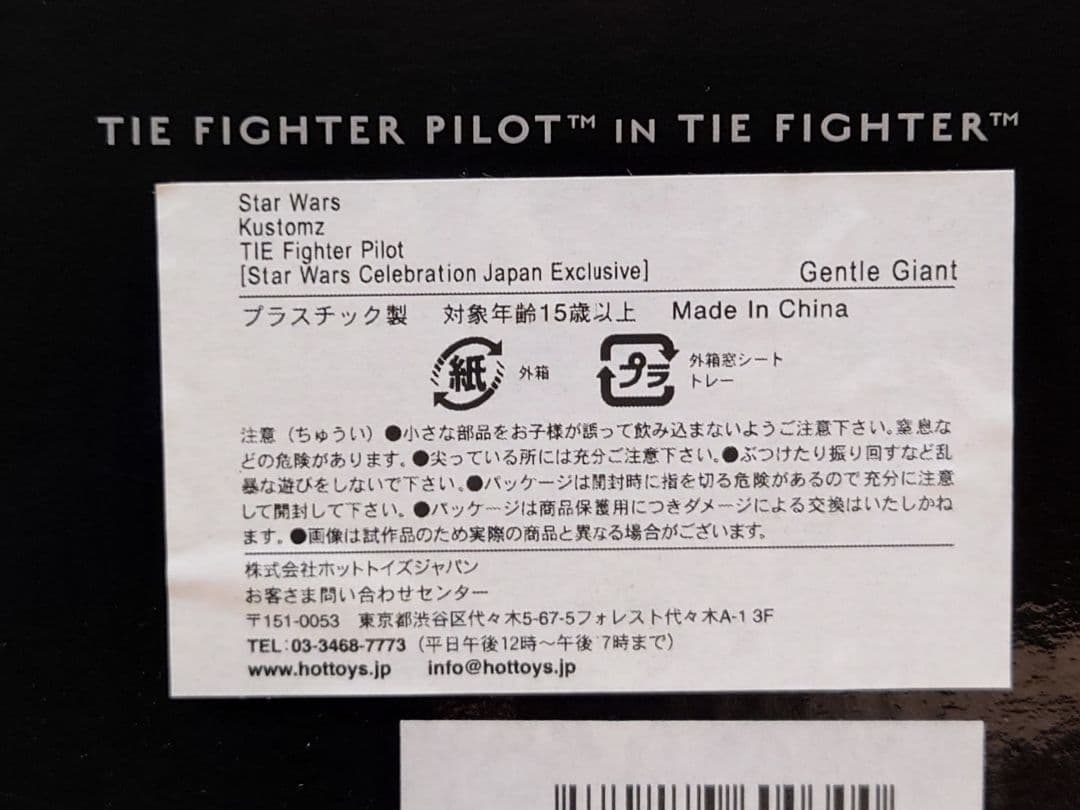 TIE FIGHTER PILOT™ IN TIE FIGHTER™
Star Wars
Kustomz
TIE Fighter Pilot
[Star Wars Celebration Japan Exclusive] Gentle Giant
プラスチック製 対象年齢15歳以上 Made In China
紙 外箱 プラ 外箱窓シート
トレー
注意（ちゅうい）●小さな部品をお子様が誤って飲み込まないようご注意下さい。窒息な
どの危険があります。●尖っている所には充分ご注意下さい。●ぶつけたり振り回すなど乱
暴な遊びをしないで下さい。●パッケージは開封時に指を切る危険があるので充分に注意
して開封して下さい。●パッケージは商品保護用につきダメージによる交換はいたしかね
ます。●画像は試作品のため実際の商品と異なる場合がございます。
株式会社ホットトイズジャパン
お客さま問い合わせセンター
〒151-0053 東京都渋谷区代々木5-67-5フォレスト代々木A-1 3F
TEL:03-3468-7773（平日午後12時～午後7時まで）
www.hottoys.jp info@hottoys.jp